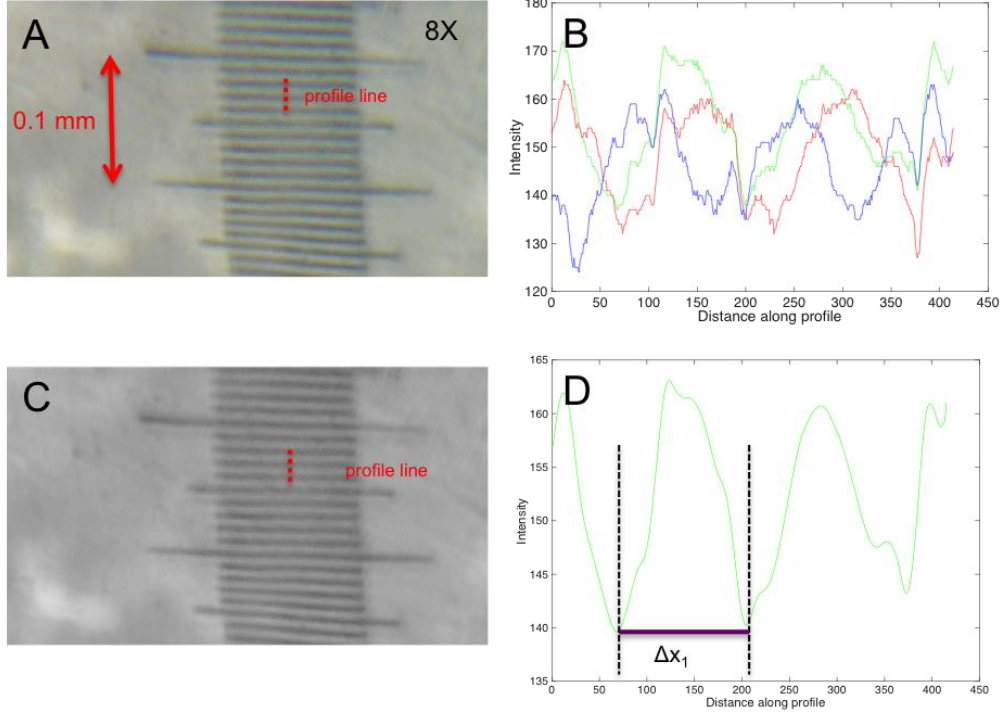 A
8X
0.1 mm
profile line
B
180
170
160
150
140
130
120
Intensity
0 50 100 150 200 250 300 350 400 450
Distance along profile
C
profile line
D
165
160
155
150
145
140
135
Intensity
Δx₁
0 50 100 150 200 250 300 350 400 450
Distance along profile